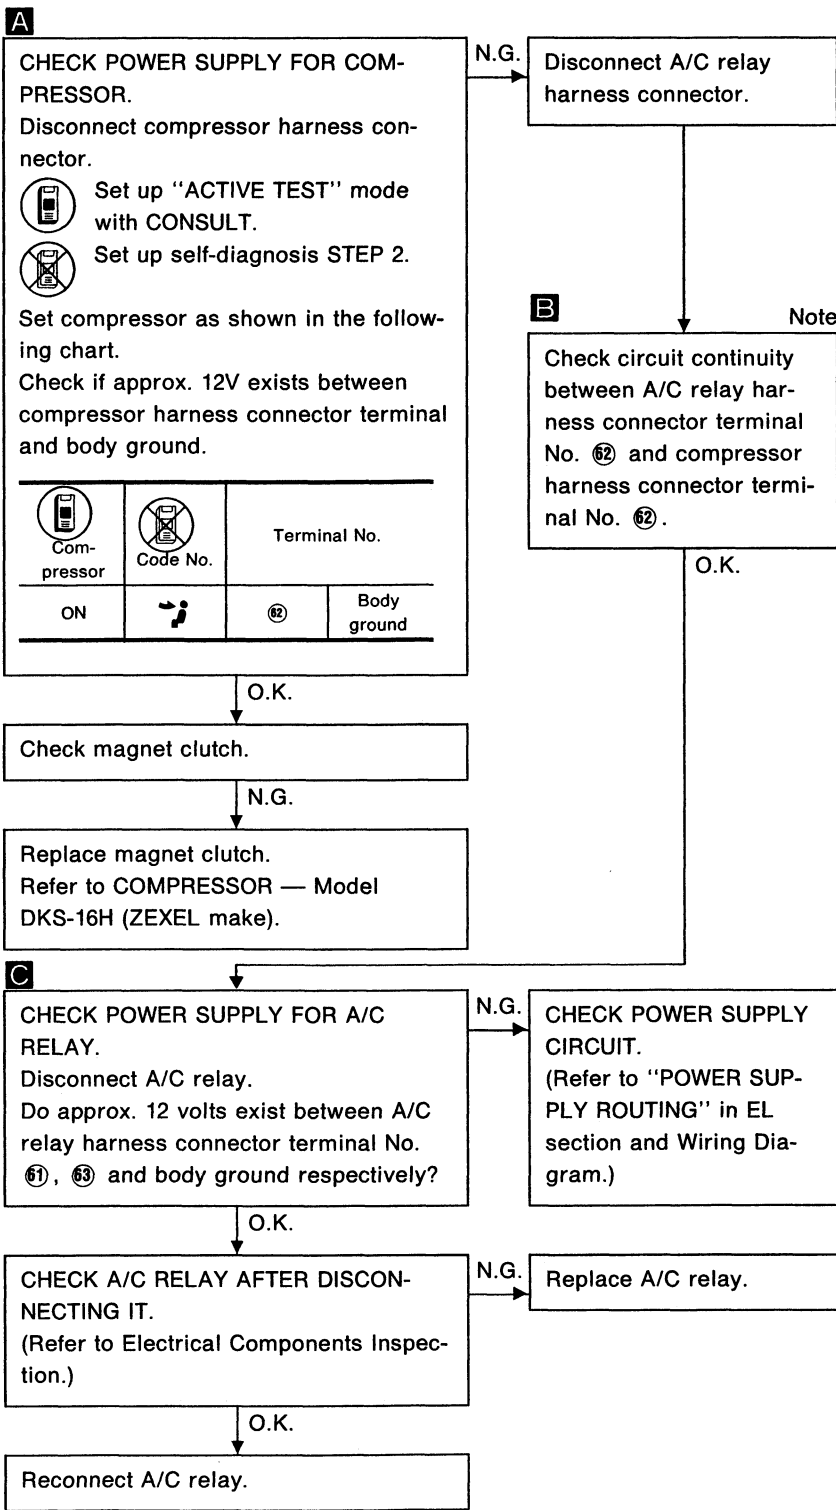 A
CHECK POWER SUPPLY FOR COM-
PRESSOR.
Disconnect compressor harness con-
nector.
Set up "ACTIVE TEST" mode
with CONSULT.
Set up self-diagnosis STEP 2.
Set compressor as shown in the follow-
ing chart.
Check if approx. 12V exists between
compressor harness connector terminal
and body ground.
Com-
pressor
Code No.
Terminal No.
ON
62
Body
ground
N.G.
Disconnect A/C relay
harness connector.
B
Note
Check circuit continuity
between A/C relay har-
ness connector terminal
No. 62 and compressor
harness connector termi-
nal No. 62.
O.K.
O.K.
Check magnet clutch.
N.G.
Replace magnet clutch.
Refer to COMPRESSOR — Model
DKS-16H (ZEXEL make).
C
CHECK POWER SUPPLY FOR A/C
RELAY.
Disconnect A/C relay.
Do approx. 12 volts exist between A/C
relay harness connector terminal No.
61, 63 and body ground respectively?
N.G.
CHECK POWER SUPPLY
CIRCUIT.
(Refer to "POWER SUP-
PLY ROUTING" in EL
section and Wiring Dia-
gram.)
O.K.
CHECK A/C RELAY AFTER DISCON-
NECTING IT.
(Refer to Electrical Components Inspec-
tion.)
N.G.
Replace A/C relay.
O.K.
Reconnect A/C relay.